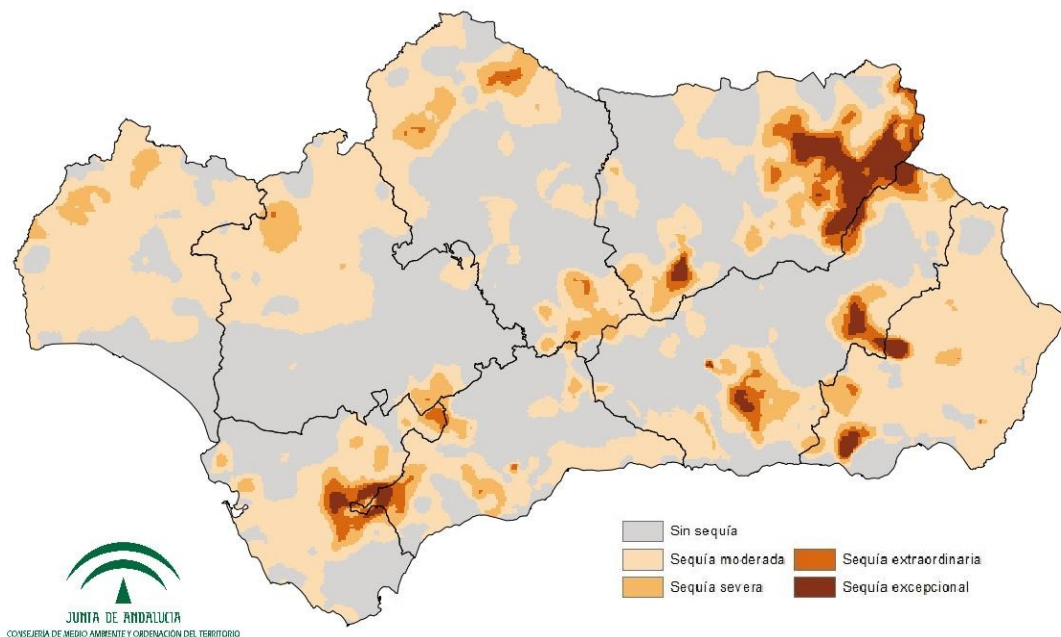 Sin sequía
Sequía moderada
Sequía severa
Sequía extraordinaria
Sequía excepcional
JUNTA DE ANDALUCIA
CONSEJERÍA DE MEDIO AMBIENTE Y ORDENACIÓN DEL TERRITORIO